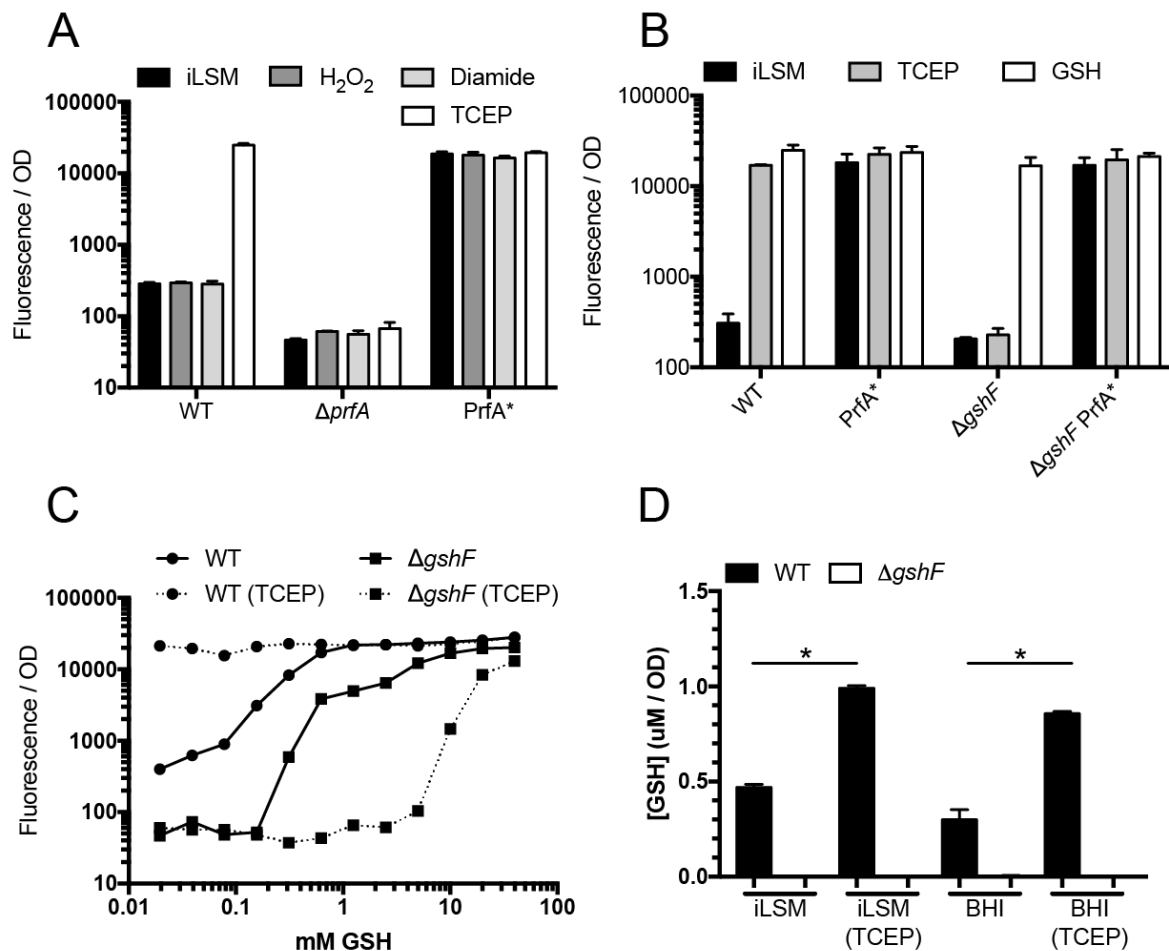 A
iLSM H₂O₂ Diamide
TCEP
Fluorescence / OD
100000
10000
1000
100
10
WT ΔprfA PrfA*
B
iLSM TCEP GSH
Fluorescence / OD
100000
10000
1000
100
WT PrfA* ΔgshF ΔgshF PrfA*
C
WT ΔgshF
WT (TCEP) ΔgshF (TCEP)
Fluorescence / OD
100000
10000
1000
100
10
0.01 0.1 1 10 100
mM GSH
D
WT ΔgshF
[GSH] (uM / OD)
1.5
1.0
0.5
0.0
* *
iLSM iLSM BHI BHI
(TCEP) (TCEP)